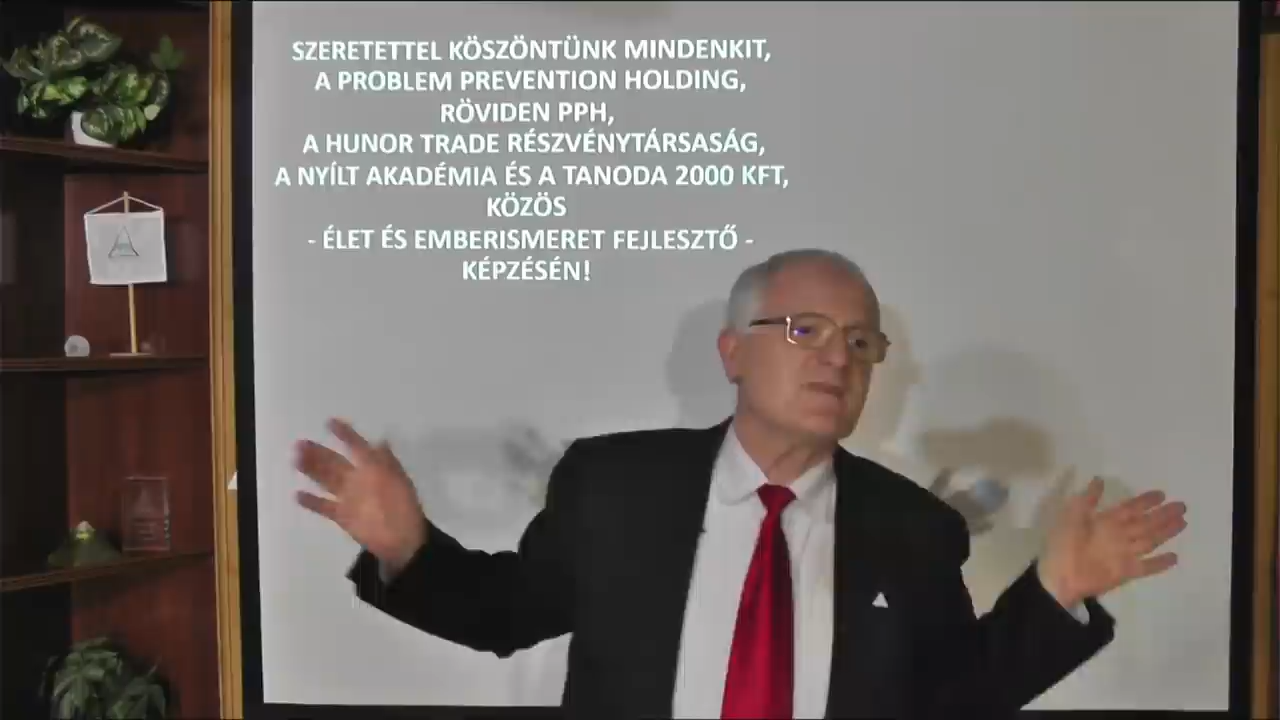 SZERETETTEL KÖSZÖNTÜNK MINDENKIT,
A PROBLEM PREVENTION HOLDING,
RÖVIDEN PPH,
A HUNOR TRADE RÉSZVÉNYTÁRSASÁG,
A NYÍLT AKADÉMIA ÉS A TANODA 2000 KFT,
KÖZÖS
- ÉLET ÉS EMBERISMERET FEJLESZTŐ -
KÉPZÉSÉN!